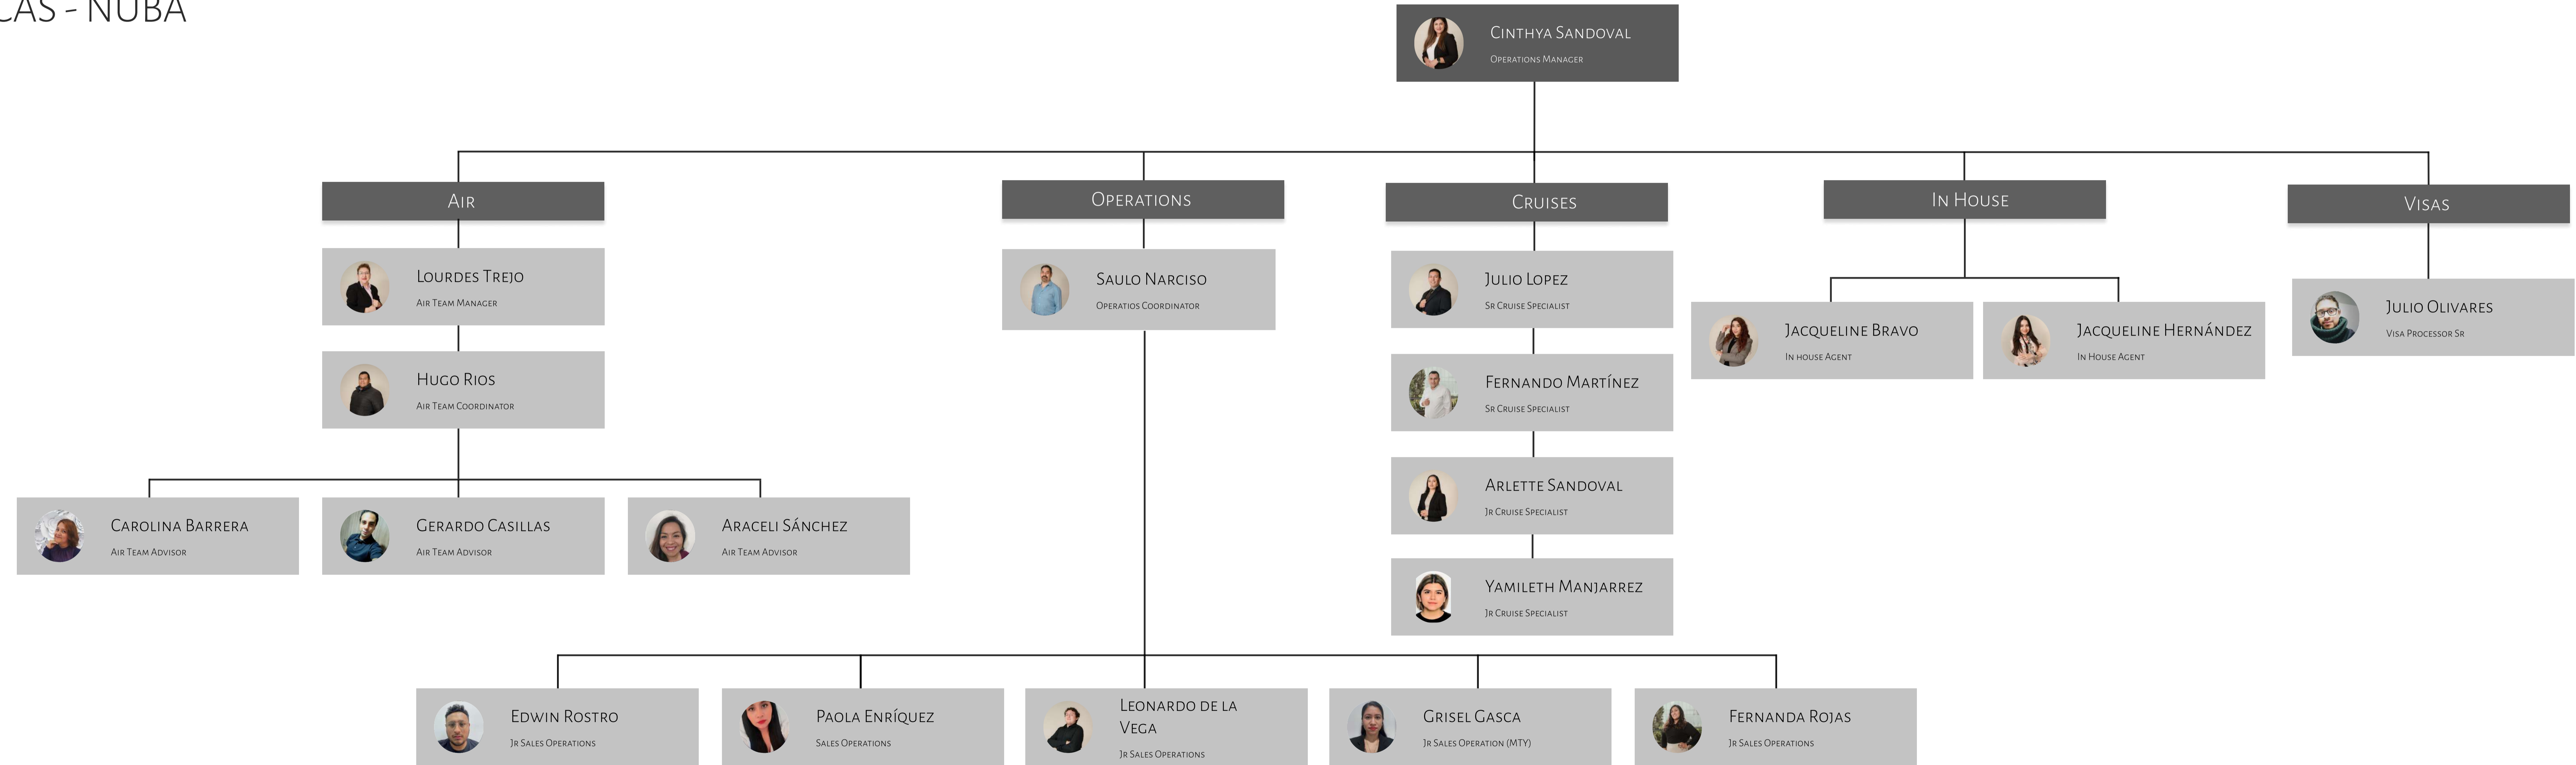 - NUBA
Cinthya Sandoval
Operations Manager
Air
Operations
Cruises
In House
Visas
Lourdes Trejo
Air Team Manager
Hugo Rios
Air Team Coordinator
Carolina Barrera
Air Team Advisor
Gerardo Casillas
Air Team Advisor
Araceli Sánchez
Air Team Advisor
Saulo Narciso
Operatios Coordinator
Edwin Rostro
Jr Sales Operations
Paola Enríquez
Sales Operations
Leonardo de la
Vega
Jr Sales Operations
Grisel Gasca
Jr Sales Operation (MTY)
Fernanda Rojas
Jr Sales Operations
Julio Lopez
Sr Cruise Specialist
Fernando Martínez
Sr Cruise Specialist
Arlette Sandoval
Jr Cruise Specialist
Yamileth Manjarrez
Jr Cruise Specialist
Jacqueline Bravo
In house Agent
Jacqueline Hernández
In House Agent
Julio Olivares
Visa Processor Sr